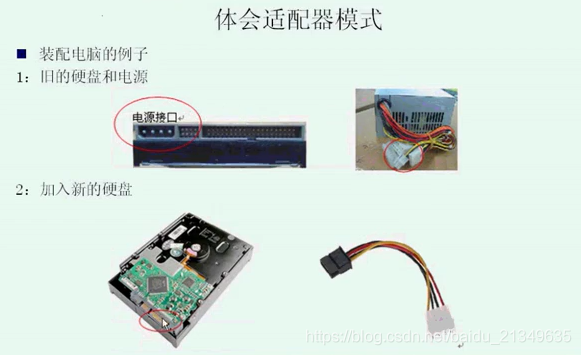 体会适配器模式
装配电脑的例子
1：旧的硬盘和电源
电源接口
2：加入新的硬盘
https://blog.csdn.net/baidu_21349635